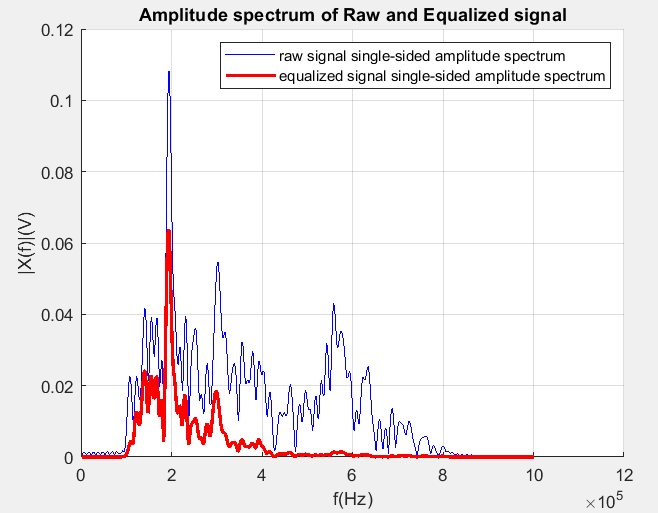 Amplitude spectrum of Raw and Equalized signal
raw signal single-sided amplitude spectrum
equalized signal single-sided amplitude spectrum
0.12
0.1
0.08
0.06
0.04
0.02
0
|X(f)|(V)
0 2 4 6 8 10 12
f(Hz)
×10^5